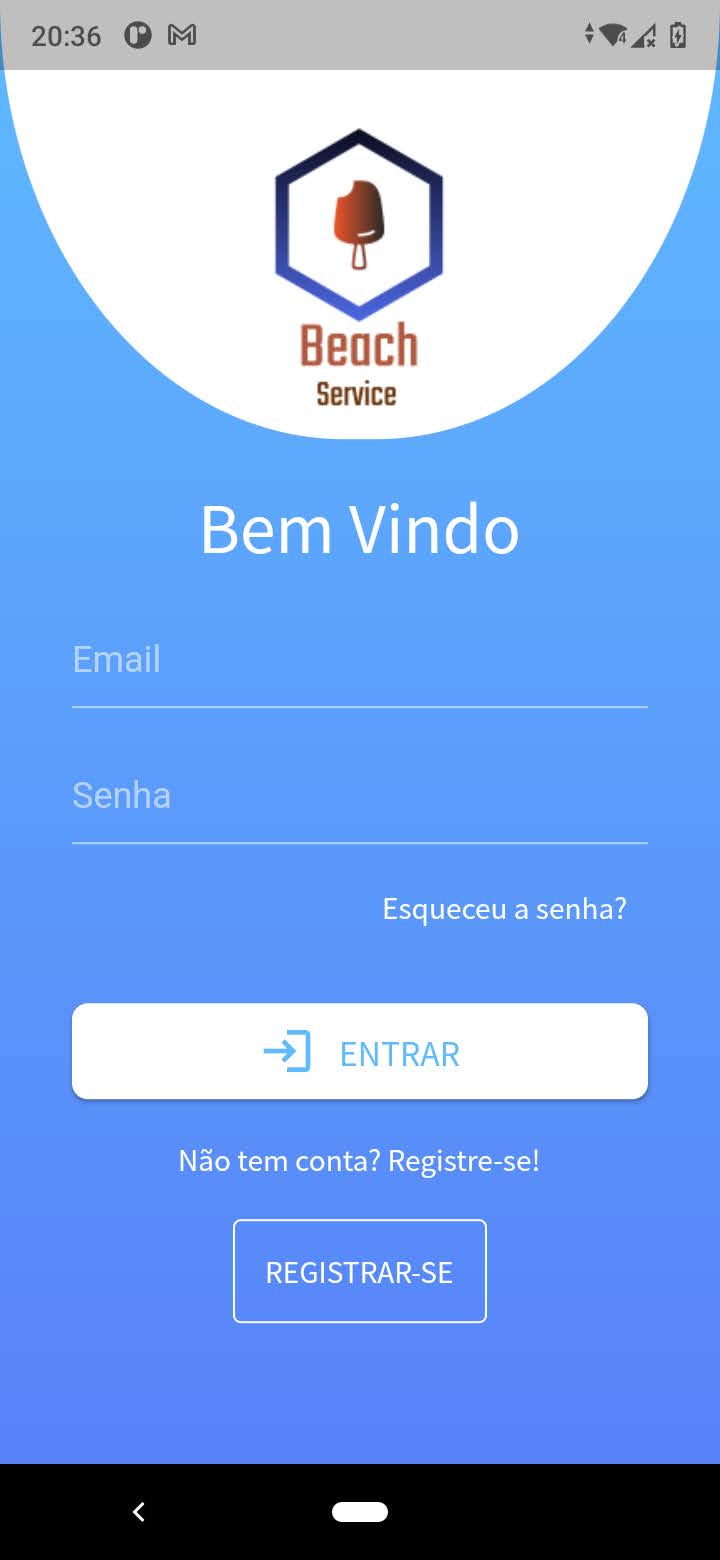 20:36
Beach
Service
Bem Vindo
Email
Senha
Esqueceu a senha?
ENTRAR
Não tem conta? Registre-se!
REGISTRAR-SE